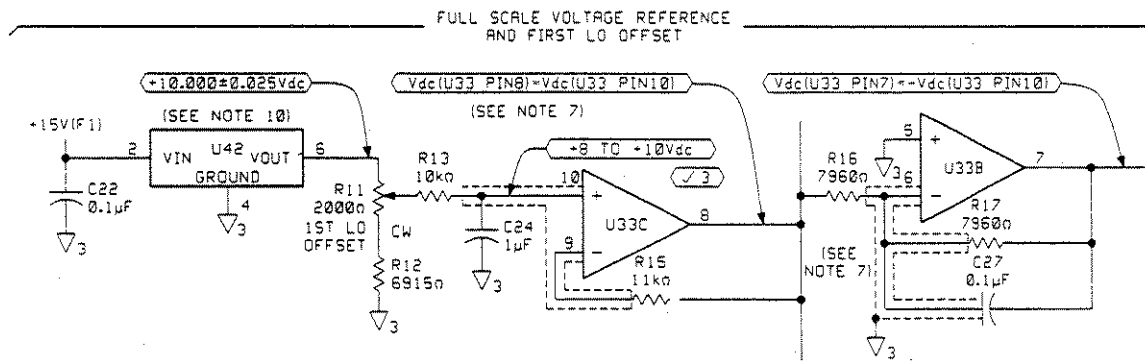 FULL SCALE VOLTAGE REFERENCE
AND FIRST LO OFFSET
+10.000±0.025Vdc
Vdc(U33 PIN8)=Vdc(U33 PIN10)
Vdc(U33 PIN7)=-Vdc(U33 PIN10)
(SEE NOTE 10)
(SEE NOTE 7)
+15V(F1)
+8 TO +10Vdc
2
VIN
U42
VOUT
6
GROUND
4
3
C22
0.1µF
3
R11
2000Ω
1ST LO
OFFSET
CW
R12
6915Ω
3
R13
10kΩ
C24
1µF
3
10
+
U33C
9
−
8
✓ 3
R15
11kΩ
R16
7960Ω
(SEE
NOTE 7)
5
+
3
U33B
6
−
7
R17
7960Ω
C27
0.1µF
3